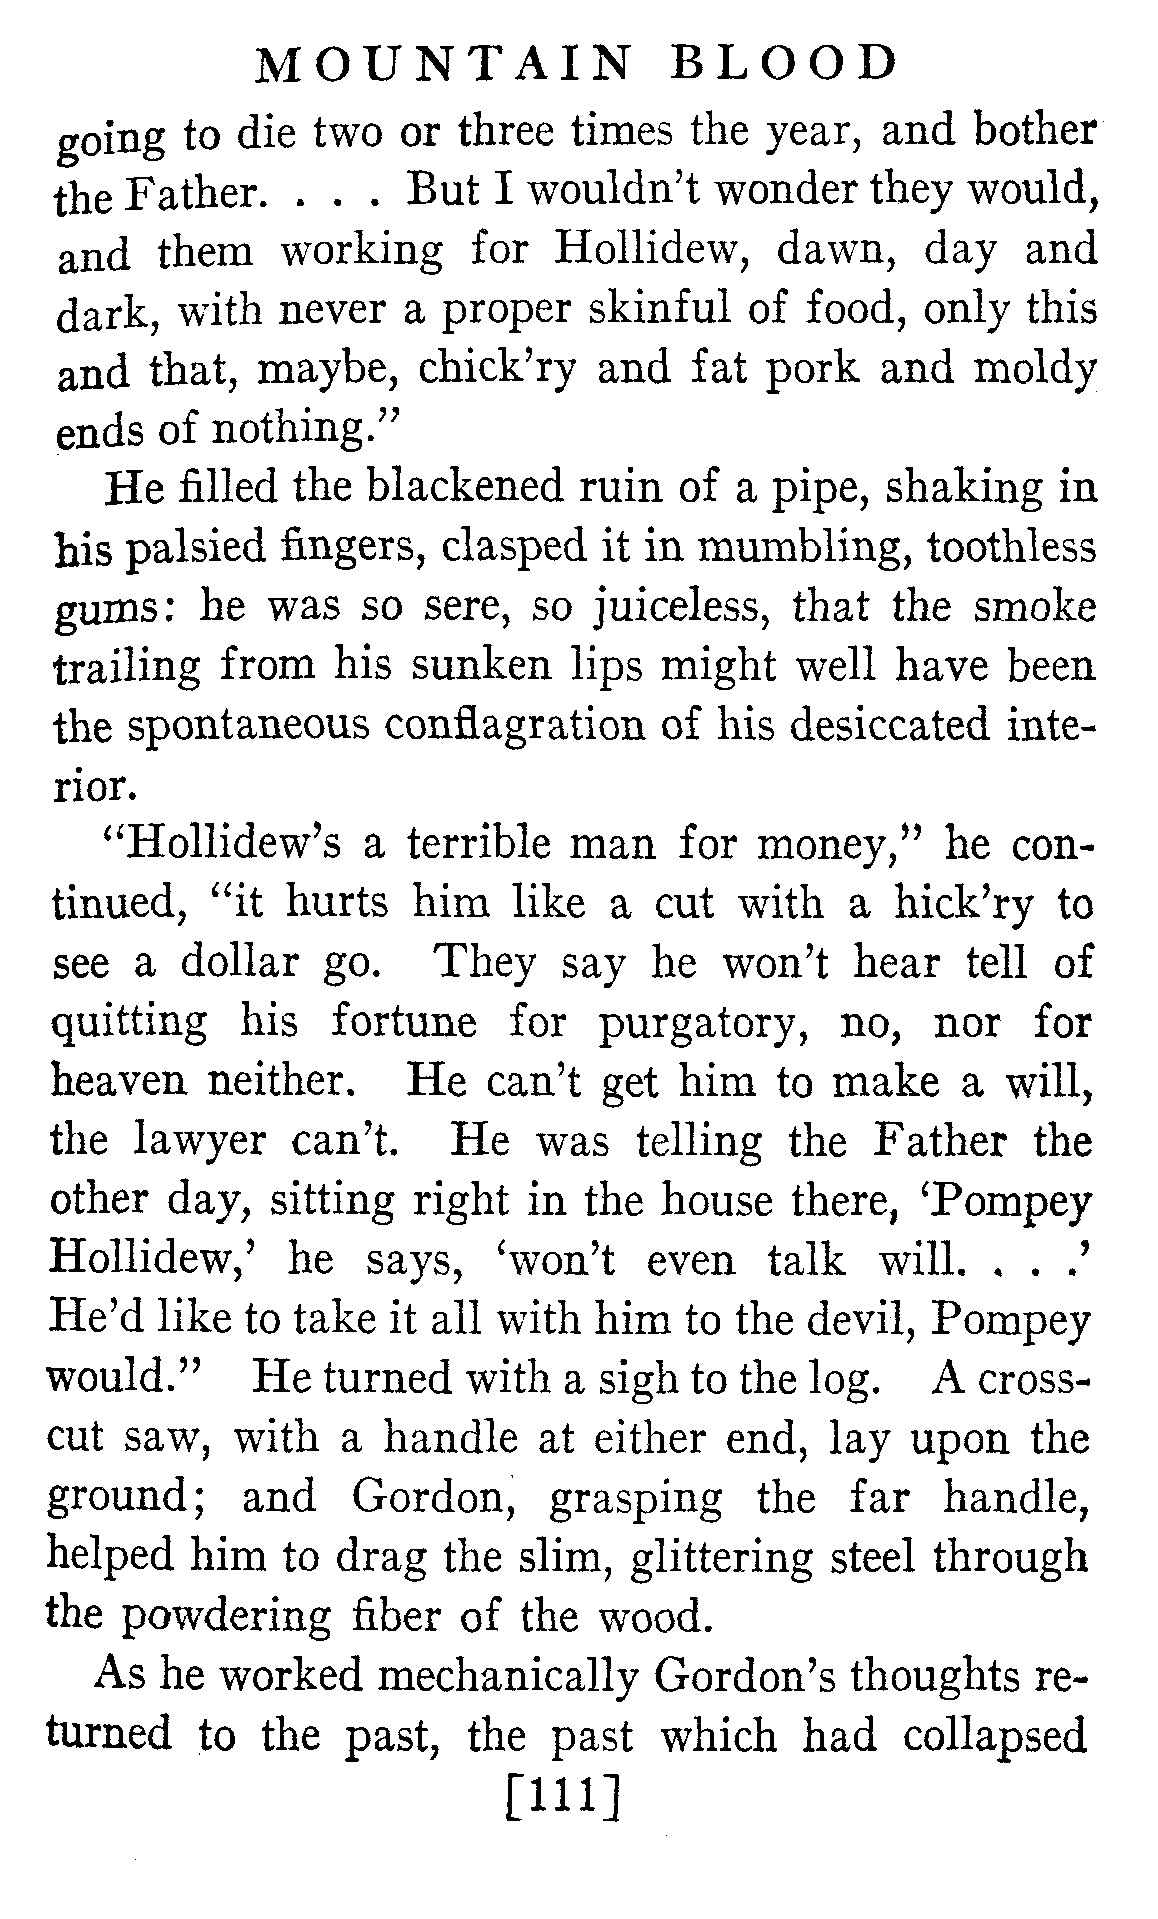 MOUNTAIN BLOOD
going to die two or three times the year, and bother
the Father. . . . But I wouldn't wonder they would,
and them working for Hollidew, dawn, day and
dark, with never a proper skinful of food, only this
and that, maybe, chick'ry and fat pork and moldy
ends of nothing."
He filled the blackened ruin of a pipe, shaking in
his palsied fingers, clasped it in mumbling, toothless
gums: he was so sere, so juiceless, that the smoke
trailing from his sunken lips might well have been
the spontaneous conflagration of his desiccated inte-
rior.
"Hollidew's a terrible man for money," he con-
tinued, "it hurts him like a cut with a hick'ry to
see a dollar go. They say he won't hear tell of
quitting his fortune for purgatory, no, nor for
heaven neither. He can't get him to make a will,
the lawyer can't. He was telling the Father the
other day, sitting right in the house there, 'Pompey
Hollidew,' he says, 'won't even talk will. . . .'
He'd like to take it all with him to the devil, Pompey
would." He turned with a sigh to the log. A cross-
cut saw, with a handle at either end, lay upon the
ground; and Gordon, grasping the far handle,
helped him to drag the slim, glittering steel through
the powdering fiber of the wood.
As he worked mechanically Gordon's thoughts re-
turned to the past, the past which had collapsed
[111]